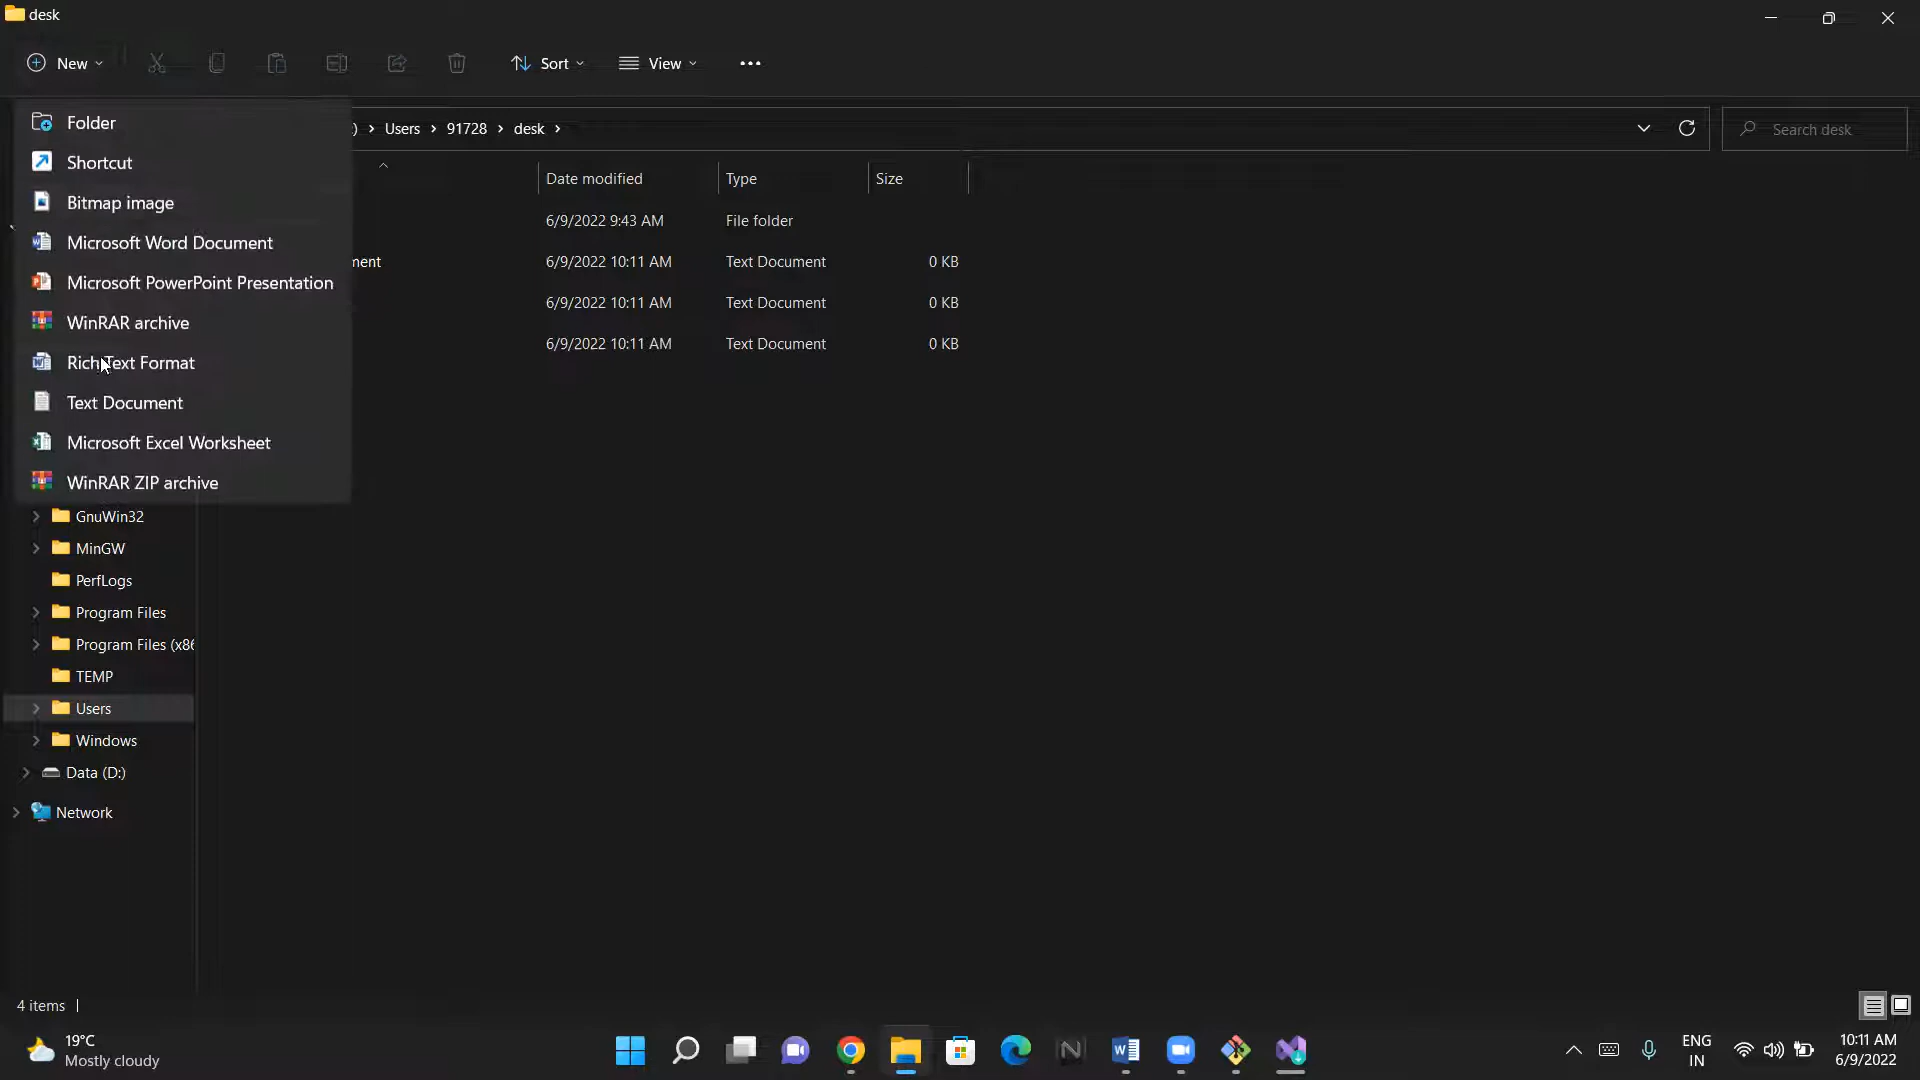 desk
New
Sort
View
Folder
) > Users > 91728 > desk >
Search desk
Shortcut
Date modified
Type
Size
Bitmap image
6/9/2022 9:43 AM
File folder
Microsoft Word Document
ment
6/9/2022 10:11 AM
Text Document
0 KB
Microsoft PowerPoint Presentation
6/9/2022 10:11 AM
Text Document
0 KB
WinRAR archive
6/9/2022 10:11 AM
Text Document
0 KB
Rich Text Format
Text Document
Microsoft Excel Worksheet
WinRAR ZIP archive
GnuWin32
MinGW
PerfLogs
Program Files
Program Files (x86
TEMP
Users
Windows
Data (D:)
Network
4 items
19°C
Mostly cloudy
ENG
IN
10:11 AM
6/9/2022